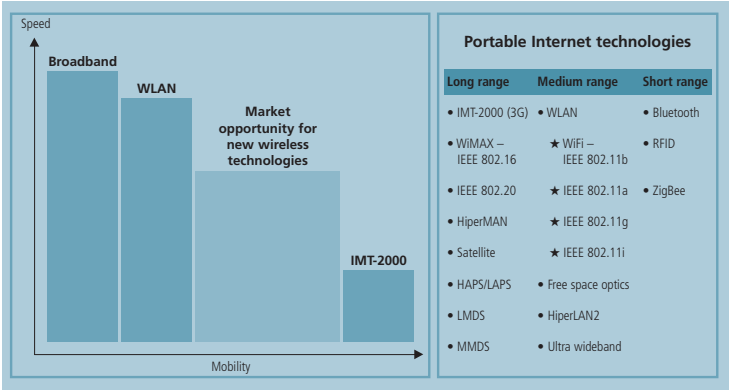 Speed
Broadband
WLAN
Market
opportunity for
new wireless
technologies
IMT-2000
Mobility
Portable Internet technologies
Long range Medium range Short range
• IMT-2000 (3G) • WLAN • Bluetooth
• WiMAX – ★ WiFi – • RFID
IEEE 802.16 IEEE 802.11b
• IEEE 802.20 ★ IEEE 802.11a • ZigBee
• HiperMAN ★ IEEE 802.11g
• Satellite ★ IEEE 802.11i
• HAPS/LAPS • Free space optics
• LMDS • HiperLAN2
• MMDS • Ultra wideband